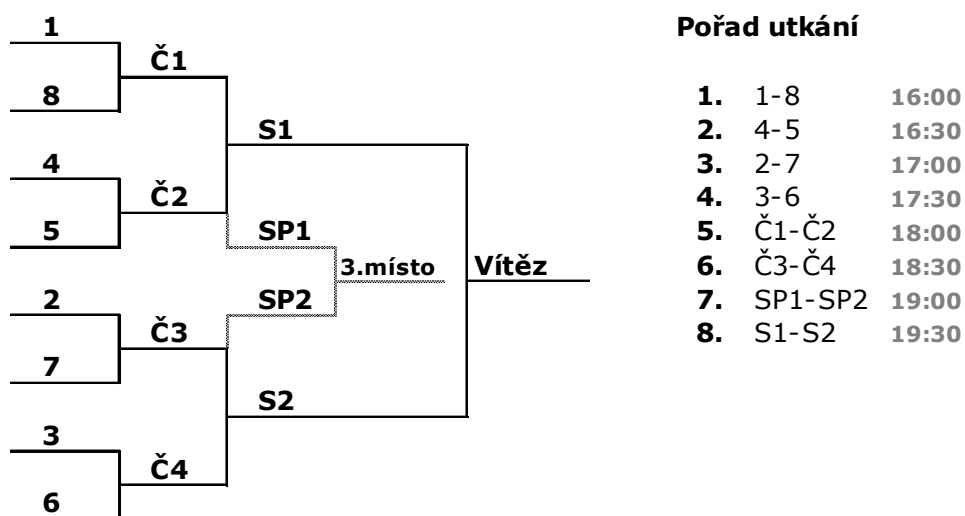 1
Č1
8
S1
4
Č2
5
SP1
3.místo
Vítěz
SP2
2
Č3
7
S2
3
Č4
6
Pořad utkání
1. 1-8 16:00
2. 4-5 16:30
3. 2-7 17:00
4. 3-6 17:30
5. Č1-Č2 18:00
6. Č3-Č4 18:30
7. SP1-SP2 19:00
8. S1-S2 19:30